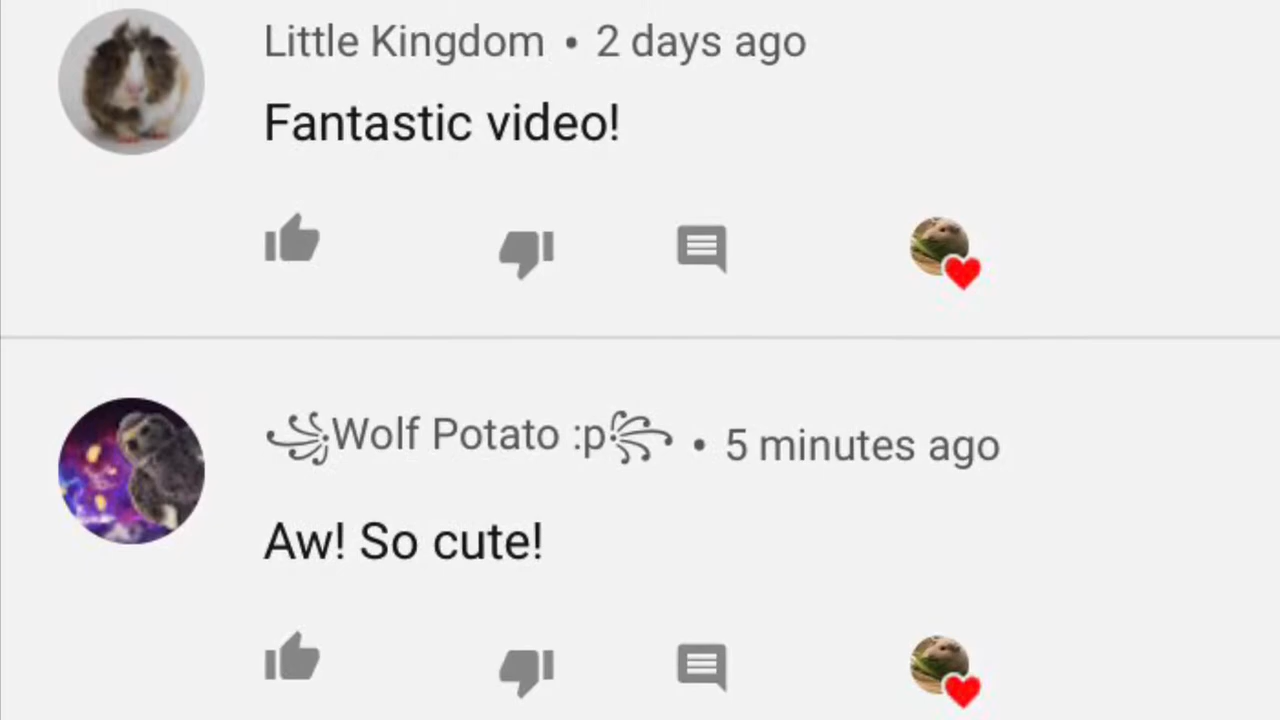 Little Kingdom • 2 days ago
Fantastic video!
꧁Wolf Potato :p꧂ • 5 minutes ago
Aw! So cute!